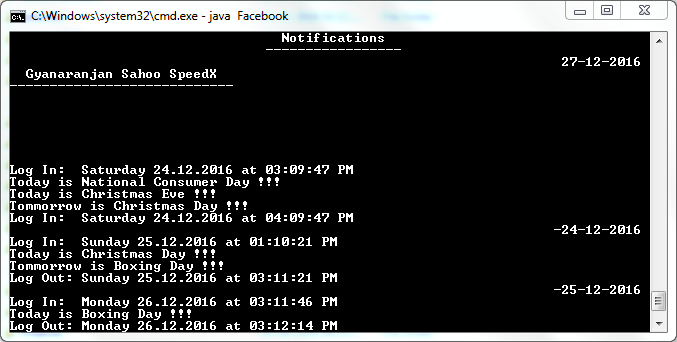 C:\Windows\system32\cmd.exe - java  Facebook
Notifications
-----------------
27-12-2016
Gyanaranjan Sahoo SpeedX
----------------------------
Log In:  Saturday 24.12.2016 at 03:09:47 PM
Today is National Consumer Day !!!
Today is Christmas Eve !!!
Tommorrow is Christmas Day !!!
Log In:  Saturday 24.12.2016 at 04:09:47 PM
-24-12-2016
Log In:  Sunday 25.12.2016 at 01:10:21 PM
Today is Christmas Day !!!
Tommorrow is Boxing Day !!!
Log Out: Sunday 25.12.2016 at 03:11:21 PM
-25-12-2016
Log In:  Monday 26.12.2016 at 03:11:46 PM
Today is Boxing Day !!!
Log Out: Monday 26.12.2016 at 03:12:14 PM